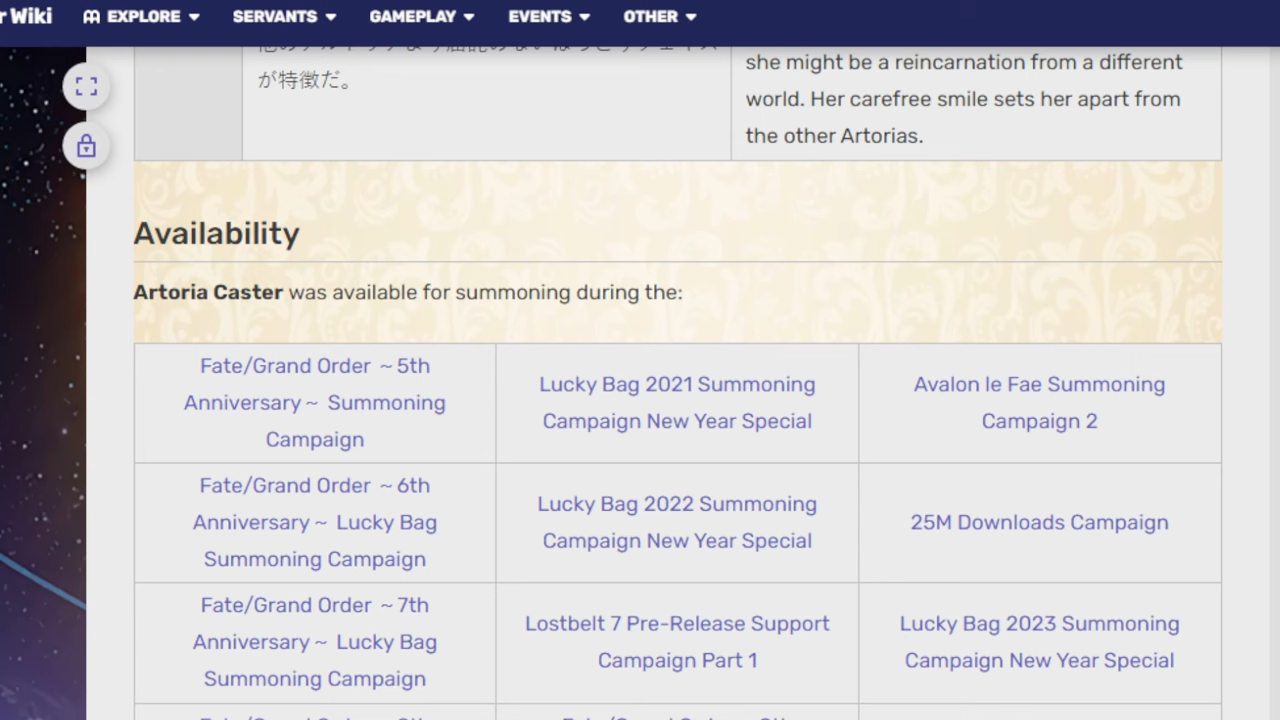 r Wiki EXPLORE SERVANTS GAMEPLAY EVENTS OTHER
が特徴だ。
she might be a reincarnation from a different
world. Her carefree smile sets her apart from
the other Artorias.
Availability
Artoria Caster was available for summoning during the:
Fate/Grand Order ~5th
Anniversary~ Summoning
Campaign
Lucky Bag 2021 Summoning
Campaign New Year Special
Avalon le Fae Summoning
Campaign 2
Fate/Grand Order ~6th
Anniversary~ Lucky Bag
Summoning Campaign
Lucky Bag 2022 Summoning
Campaign New Year Special
25M Downloads Campaign
Fate/Grand Order ~7th
Anniversary~ Lucky Bag
Summoning Campaign
Lostbelt 7 Pre-Release Support
Campaign Part 1
Lucky Bag 2023 Summoning
Campaign New Year Special